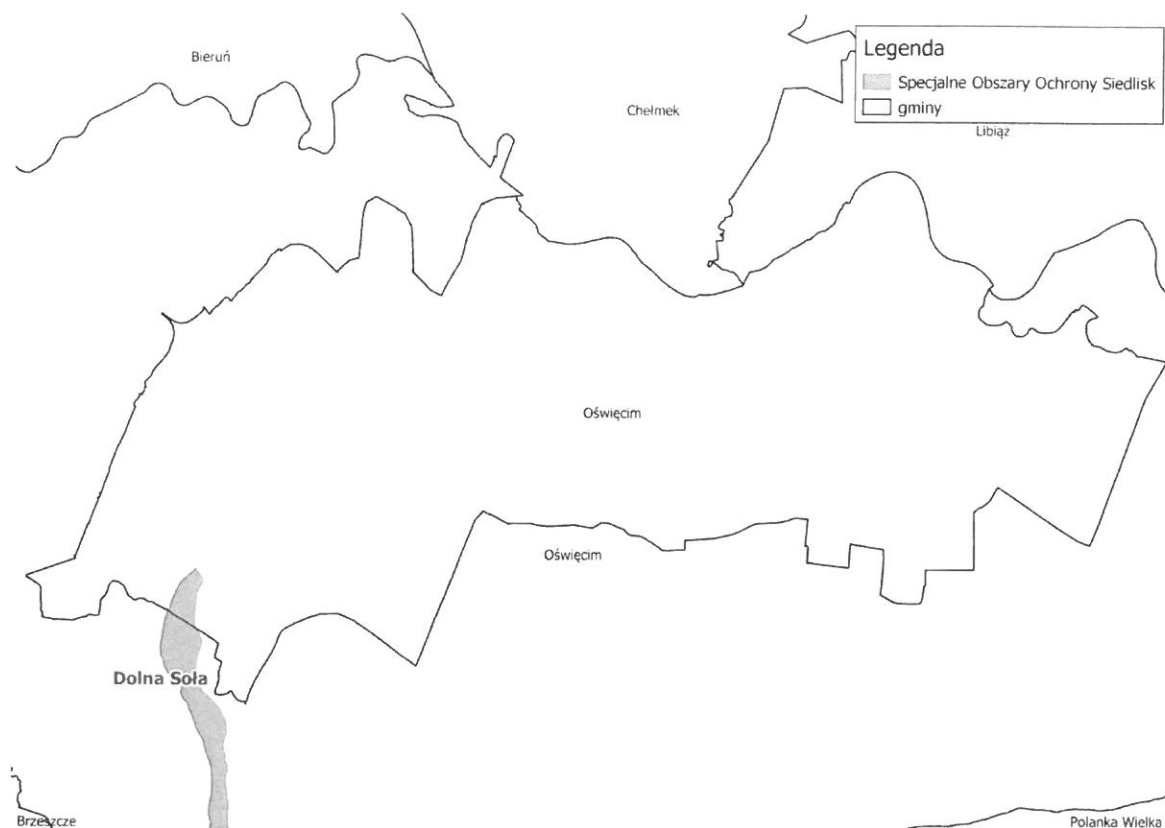 Bieruń
Chełmek
Legenda
Specjalne Obszary Ochrony Siedlisk
gminy
Libiąż
Oświęcim
Oświęcim
Dolna Soła
Brzeszcze
Polanka Wielka